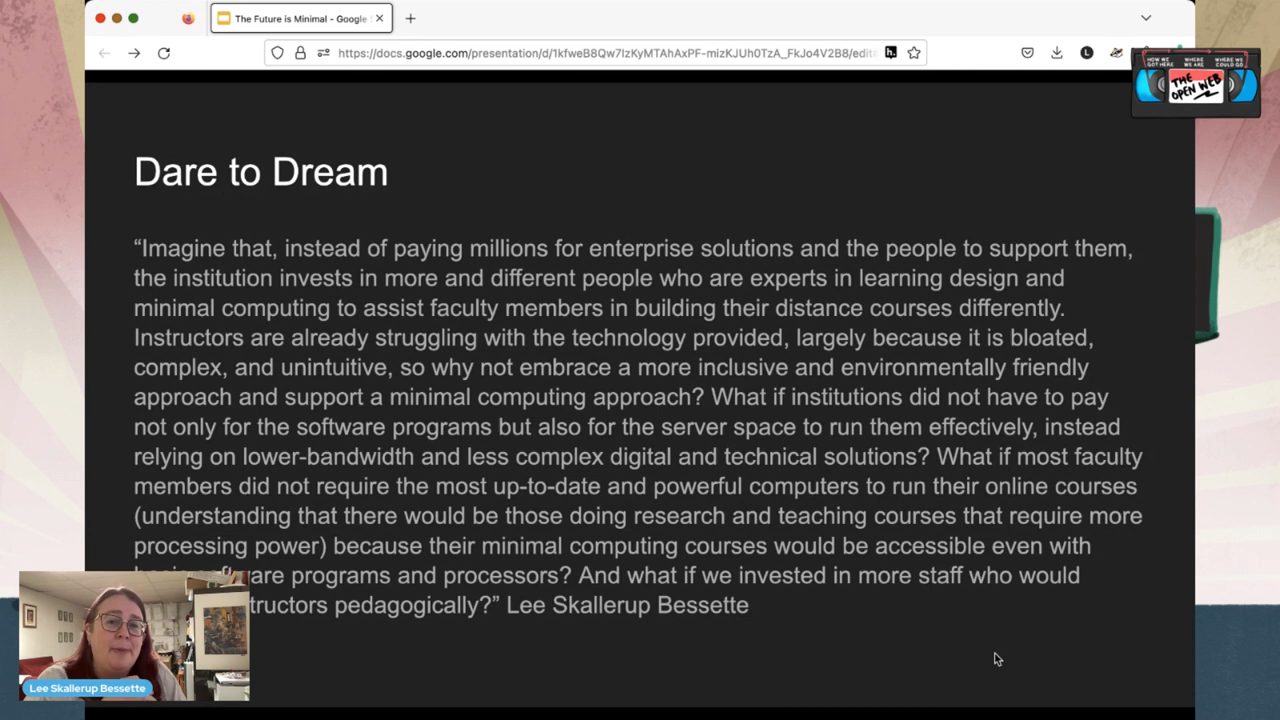 The Future is Minimal - Google
https://docs.google.com/presentation/d/1kfweB8Qw7IzKyMTAhAxPF-mizKJUh0TzA_FkJo4V2B8/edit
h.
L
HOW WE GOT HERE
WHERE WE ARE
WHERE WE COULD GO
THE OPEN WEB
Dare to Dream
“Imagine that, instead of paying millions for enterprise solutions and the people to support them,
the institution invests in more and different people who are experts in learning design and
minimal computing to assist faculty members in building their distance courses differently.
Instructors are already struggling with the technology provided, largely because it is bloated,
complex, and unintuitive, so why not embrace a more inclusive and environmentally friendly
approach and support a minimal computing approach? What if institutions did not have to pay
not only for the software programs but also for the server space to run them effectively, instead
relying on lower-bandwidth and less complex digital and technical solutions? What if most faculty
members did not require the most up-to-date and powerful computers to run their online courses
(understanding that there would be those doing research and teaching courses that require more
processing power) because their minimal computing courses would be accessible even with
programs and processors? And what if we invested in more staff who would
pedagogically?” Lee Skallerup Bessette
Lee Skallerup Bessette